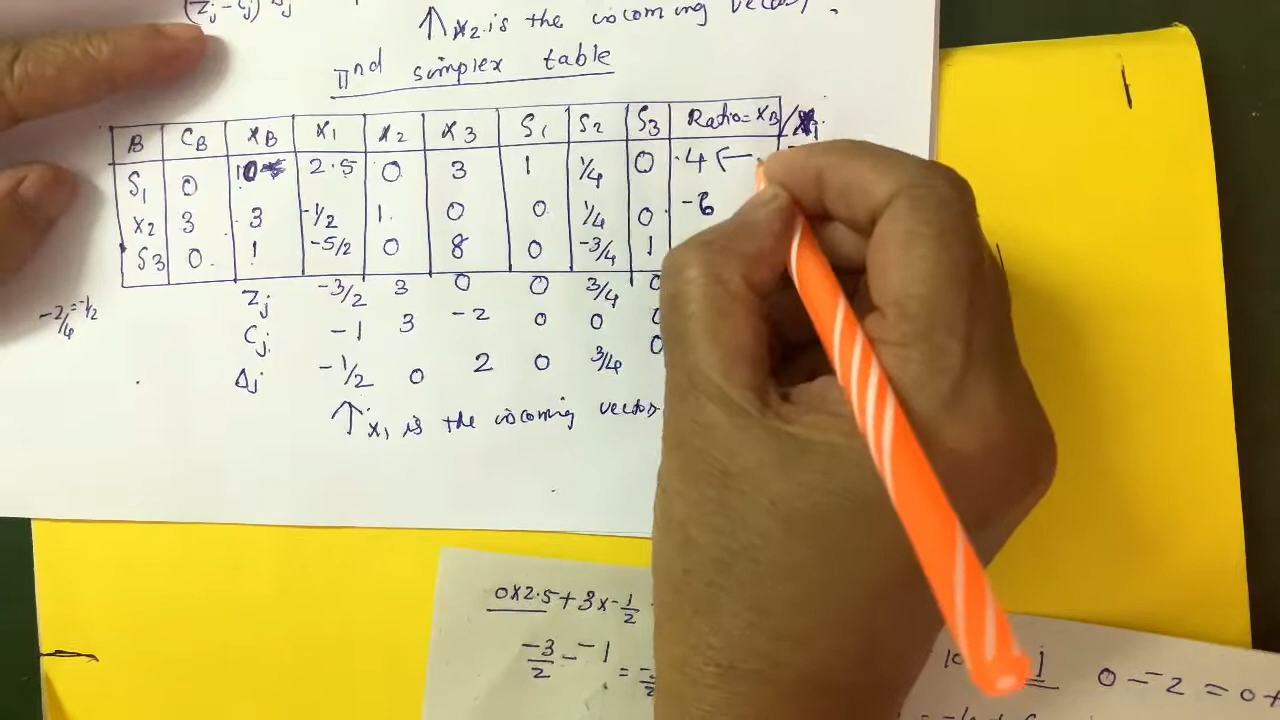 (Zj - Cj) Δj
↑ x2 is the incoming vector.
IInd simplex table
B CB XB X1 X2 X3 S1 S2 S3 Ratio = XB/X1
S1 0 10 2.5 0 3 1 1/4 0 4 ←
X2 3 3 -1/2 1 0 0 1/4 0 -6
S3 0 1 -5/2 0 8 0 -3/4 1
Zj -3/2 3 0 0 3/4 0
-2/4 = -1/2
Cj -1 3 -2 0 0 0
Δj -1/2 0 2 0 3/4 0
↑ x1 is the incoming vector
0x2.5 + 3x-1/2
-3/2 - -1 =
1 0 - -2 = 0+